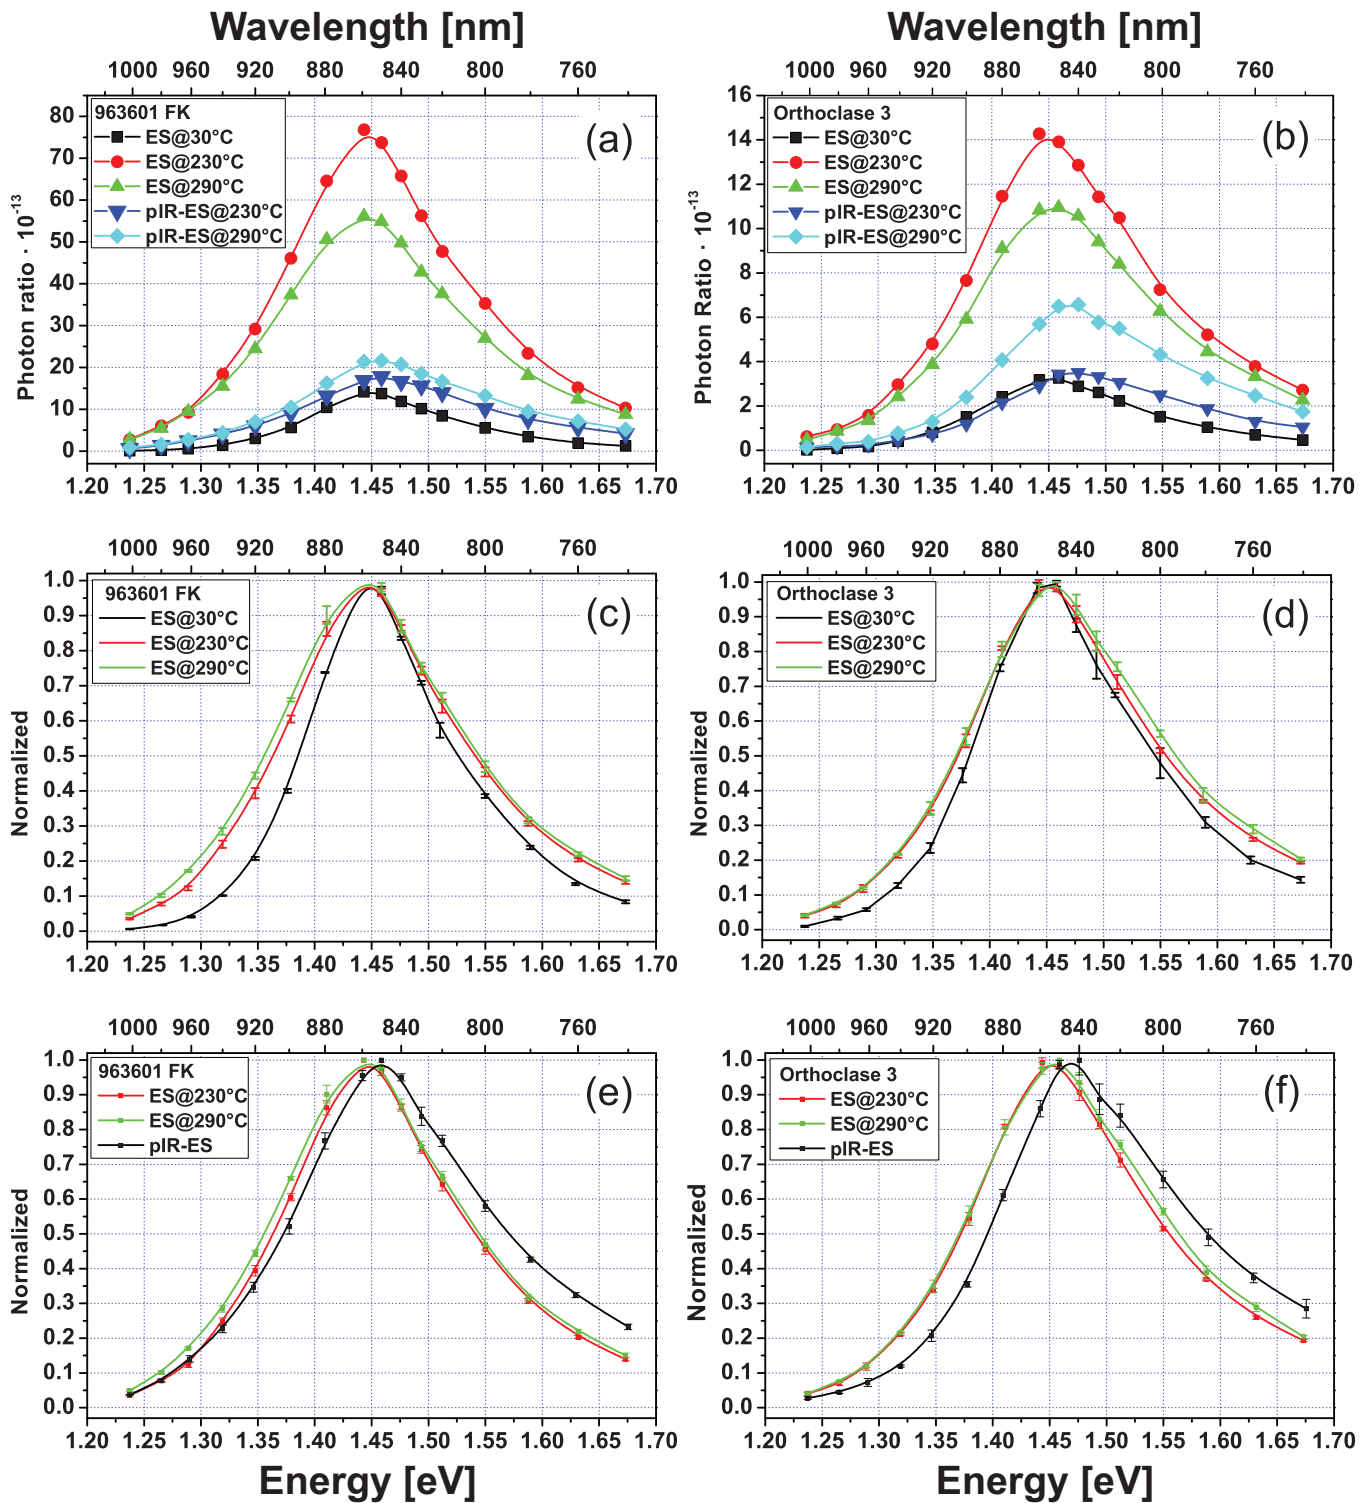 Wavelength [nm]
1000 960 920 880 840 800 760
80
70
60
50
40
30
20
10
0
Photon ratio · 10⁻¹³
963601 FK
ES@30°C
ES@230°C
ES@290°C
pIR-ES@230°C
pIR-ES@290°C
(a)
1.20 1.25 1.30 1.35 1.40 1.45 1.50 1.55 1.60 1.65 1.70
Wavelength [nm]
1000 960 920 880 840 800 760
16
14
12
10
8
6
4
2
0
Photon Ratio · 10⁻¹³
Orthoclase 3
ES@30°C
ES@230°C
ES@290°C
pIR-ES@230°C
pIR-ES@290°C
(b)
1.20 1.25 1.30 1.35 1.40 1.45 1.50 1.55 1.60 1.65 1.70
1000 960 920 880 840 800 760
1.0
0.9
0.8
0.7
0.6
0.5
0.4
0.3
0.2
0.1
0.0
Normalized
963601 FK
ES@30°C
ES@230°C
ES@290°C
(c)
1.20 1.25 1.30 1.35 1.40 1.45 1.50 1.55 1.60 1.65 1.70
1000 960 920 880 840 800 760
1.0
0.9
0.8
0.7
0.6
0.5
0.4
0.3
0.2
0.1
0.0
Normalized
Orthoclase 3
ES@30°C
ES@230°C
ES@290°C
(d)
1.20 1.25 1.30 1.35 1.40 1.45 1.50 1.55 1.60 1.65 1.70
1000 960 920 880 840 800 760
1.0
0.9
0.8
0.7
0.6
0.5
0.4
0.3
0.2
0.1
0.0
Normalized
963601 FK
ES@230°C
ES@290°C
pIR-ES
(e)
1.20 1.25 1.30 1.35 1.40 1.45 1.50 1.55 1.60 1.65 1.70
Energy [eV]
1000 960 920 880 840 800 760
1.0
0.9
0.8
0.7
0.6
0.5
0.4
0.3
0.2
0.1
0.0
Normalized
Orthoclase 3
ES@230°C
ES@290°C
pIR-ES
(f)
1.20 1.25 1.30 1.35 1.40 1.45 1.50 1.55 1.60 1.65 1.70
Energy [eV]